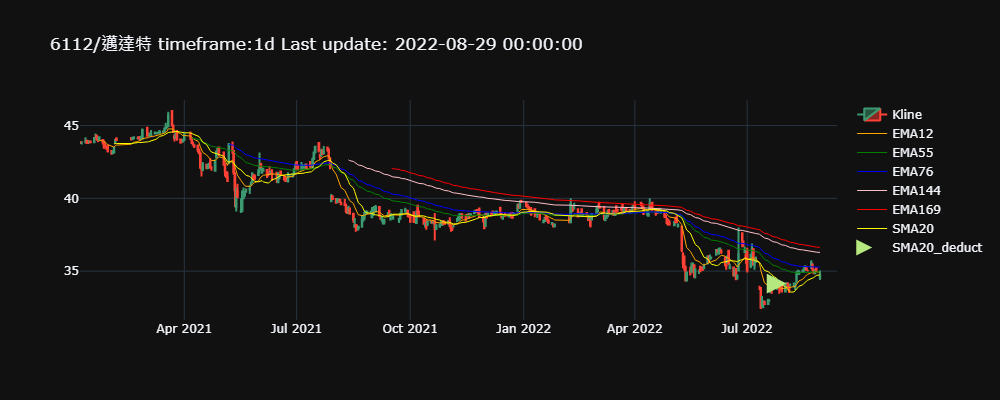 6112/邁達特 timeframe:1d Last update: 2022-08-29 00:00:00
45
40
35
Apr 2021
Jul 2021
Oct 2021
Jan 2022
Apr 2022
Jul 2022
Kline
EMA12
EMA55
EMA76
EMA144
EMA169
SMA20
SMA20_deduct